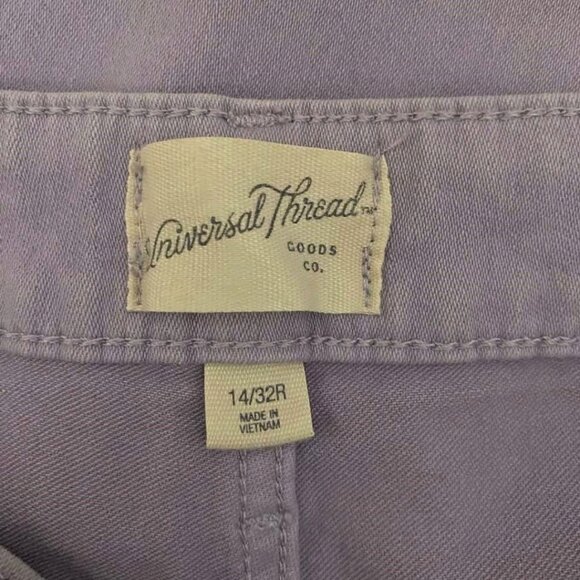 Universal Thread™
GOODS
CO.
14/32R
MADE IN
VIETNAM